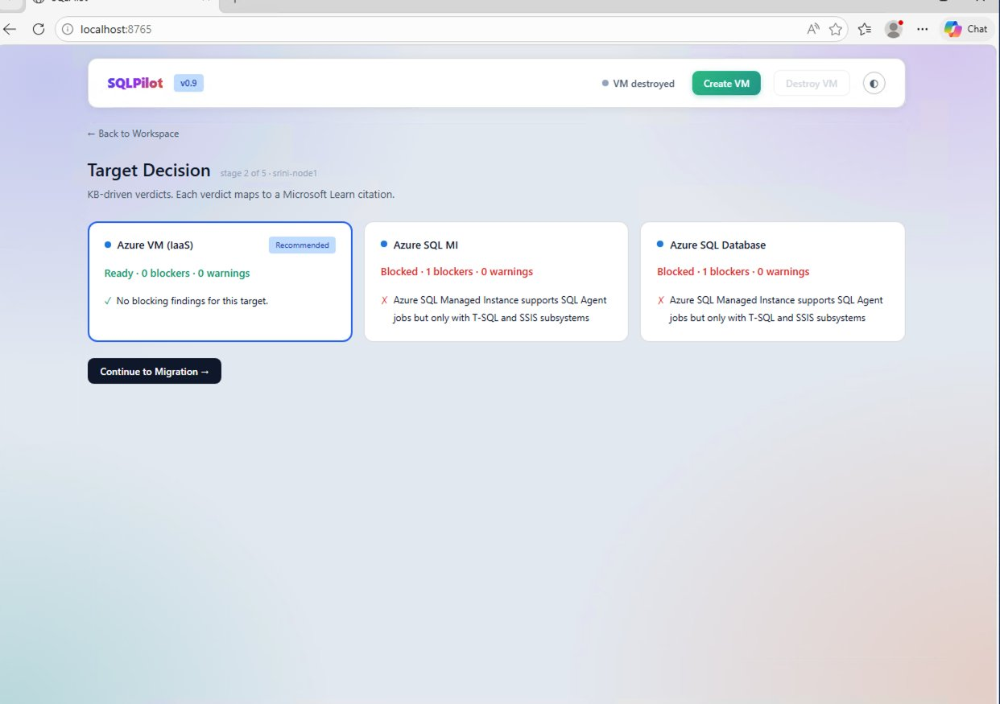 localhost:8765
Chat
SQLPilot v0.9
VM destroyed
Create VM
Destroy VM
← Back to Workspace
Target Decision stage 2 of 5 · srini-node1
KB-driven verdicts. Each verdict maps to a Microsoft Learn citation.
Azure VM (IaaS) Recommended
Ready · 0 blockers · 0 warnings
✓ No blocking findings for this target.
Azure SQL MI
Blocked · 1 blockers · 0 warnings
✗ Azure SQL Managed Instance supports SQL Agent
jobs but only with T-SQL and SSIS subsystems
Azure SQL Database
Blocked · 1 blockers · 0 warnings
✗ Azure SQL Managed Instance supports SQL Agent
jobs but only with T-SQL and SSIS subsystems
Continue to Migration →